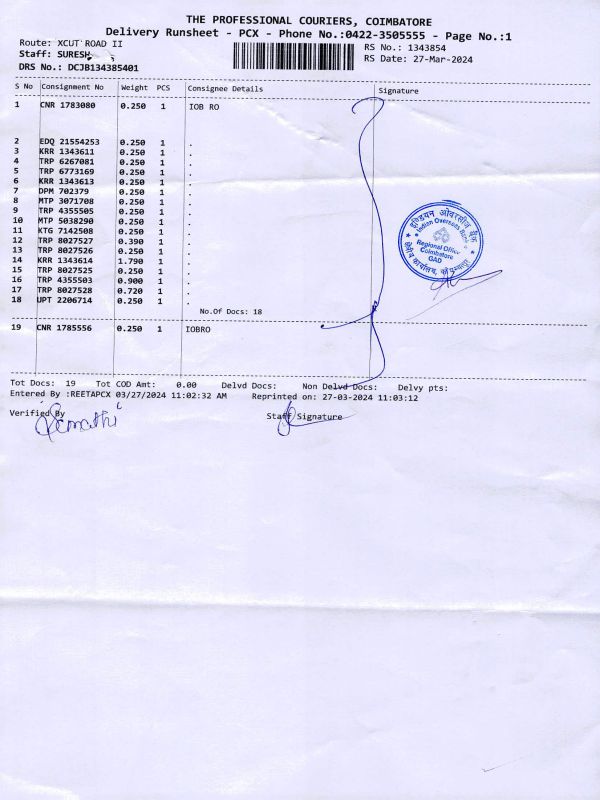 THE PROFESSIONAL COURIERS, COIMBATORE
Delivery Runsheet - PCX - Phone No.:0422-3505555 - Page No.:1
Route: XCUT ROAD II
RS No.: 1343854
Staff: SURESH
RS Date: 27-Mar-2024
DRS No.: DCJB134385401
S No Consignment No Weight PCS Consignee Details Signature
1 CNR 1783080 0.250 1 IOB RO
2 EDQ 21554253 0.250 1 .
3 KRR 1343611 0.250 1 .
4 TRP 6267081 0.250 1 .
5 TRP 6773169 0.250 1 .
6 KRR 1343613 0.250 1 .
7 DPM 702379 0.250 1 .
8 MTP 3071708 0.250 1 .
9 TRP 4355505 0.250 1 .
10 MTP 5038290 0.250 1 .
11 KTG 7142508 0.250 1 .
12 TRP 8027527 0.390 1 .
13 TRP 8027526 0.250 1 .
14 KRR 1343614 1.790 1 .
15 TRP 8027525 0.250 1 .
16 TRP 4355503 0.900 1 .
17 TRP 8027528 0.720 1 .
18 UPT 2206714 0.250 1 .
No.Of Docs: 18
19 CNR 1785556 0.250 1 IOBRO
इण्डियन ओवरसीज़ बैंक
Indian Overseas Bank
Regional Office
Coimbatore
GAD
क्षेत्रीय कार्यालय, कोयम्बत्तूर
Tot Docs: 19 Tot COD Amt: 0.00 Delvd Docs: Non Delvd Docs: Delvy pts:
Entered By :REETAPCX 03/27/2024 11:02:32 AM Reprinted on: 27-03-2024 11:03:12
Verified By
Staff Signature